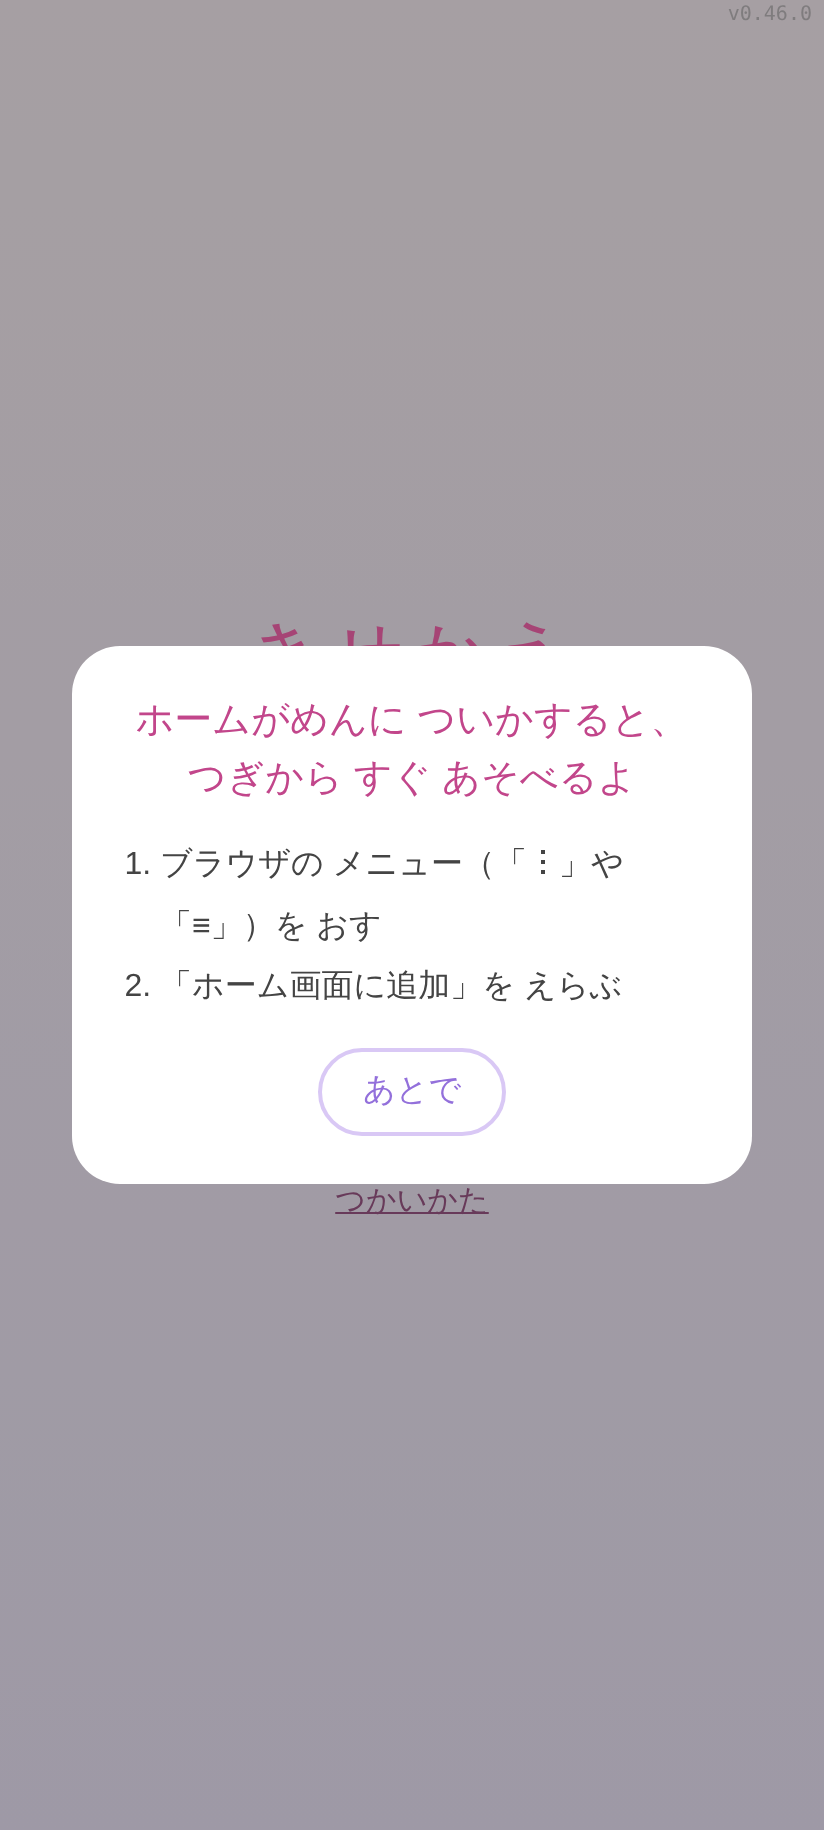 v0.46.0
ホームがめんに ついかすると、
つぎから すぐ あそべるよ
1. ブラウザの メニュー（「⋮」や
「≡」）を おす
2. 「ホーム画面に追加」を えらぶ
あとで
つかいかた